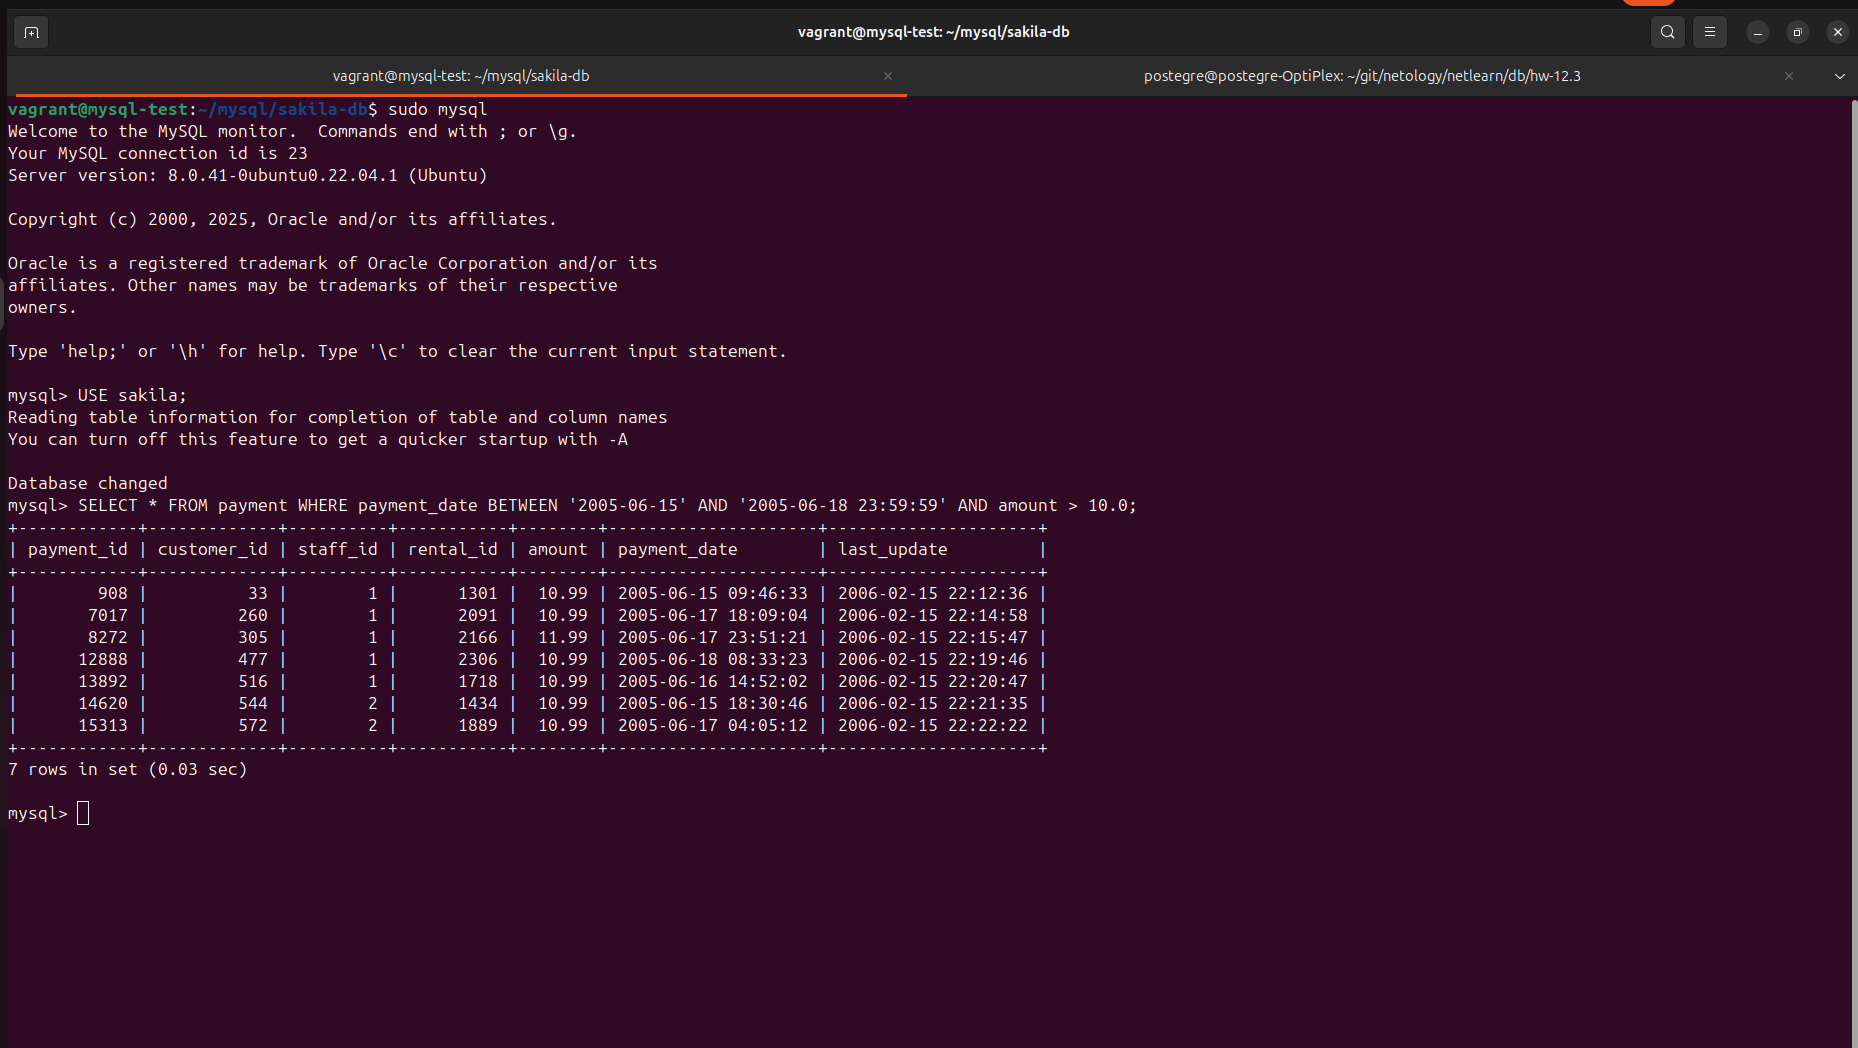 vagrant@mysql-test: ~/mysql/sakila-db
vagrant@mysql-test: ~/mysql/sakila-db
postegre@postegre-OptiPlex: ~/git/netology/netlearn/db/hw-12.3
vagrant@mysql-test:~/mysql/sakila-db$ sudo mysql
Welcome to the MySQL monitor.  Commands end with ; or \g.
Your MySQL connection id is 23
Server version: 8.0.41-0ubuntu0.22.04.1 (Ubuntu)

Copyright (c) 2000, 2025, Oracle and/or its affiliates.

Oracle is a registered trademark of Oracle Corporation and/or its
affiliates. Other names may be trademarks of their respective
owners.

Type 'help;' or '\h' for help. Type '\c' to clear the current input statement.

mysql> USE sakila;
Reading table information for completion of table and column names
You can turn off this feature to get a quicker startup with -A

Database changed
mysql> SELECT * FROM payment WHERE payment_date BETWEEN '2005-06-15' AND '2005-06-18 23:59:59' AND amount > 10.0;
+------------+-------------+----------+-----------+--------+---------------------+---------------------+
| payment_id | customer_id | staff_id | rental_id | amount | payment_date        | last_update         |
+------------+-------------+----------+-----------+--------+---------------------+---------------------+
|        908 |          33 |        1 |      1301 |  10.99 | 2005-06-15 09:46:33 | 2006-02-15 22:12:36 |
|       7017 |         260 |        1 |      2091 |  10.99 | 2005-06-17 18:09:04 | 2006-02-15 22:14:58 |
|       8272 |         305 |        1 |      2166 |  11.99 | 2005-06-17 23:51:21 | 2006-02-15 22:15:47 |
|      12888 |         477 |        1 |      2306 |  10.99 | 2005-06-18 08:33:23 | 2006-02-15 22:19:46 |
|      13892 |         516 |        1 |      1718 |  10.99 | 2005-06-16 14:52:02 | 2006-02-15 22:20:47 |
|      14620 |         544 |        2 |      1434 |  10.99 | 2005-06-15 18:30:46 | 2006-02-15 22:21:35 |
|      15313 |         572 |        2 |      1889 |  10.99 | 2005-06-17 04:05:12 | 2006-02-15 22:22:22 |
+------------+-------------+----------+-----------+--------+---------------------+---------------------+
7 rows in set (0.03 sec)

mysql>